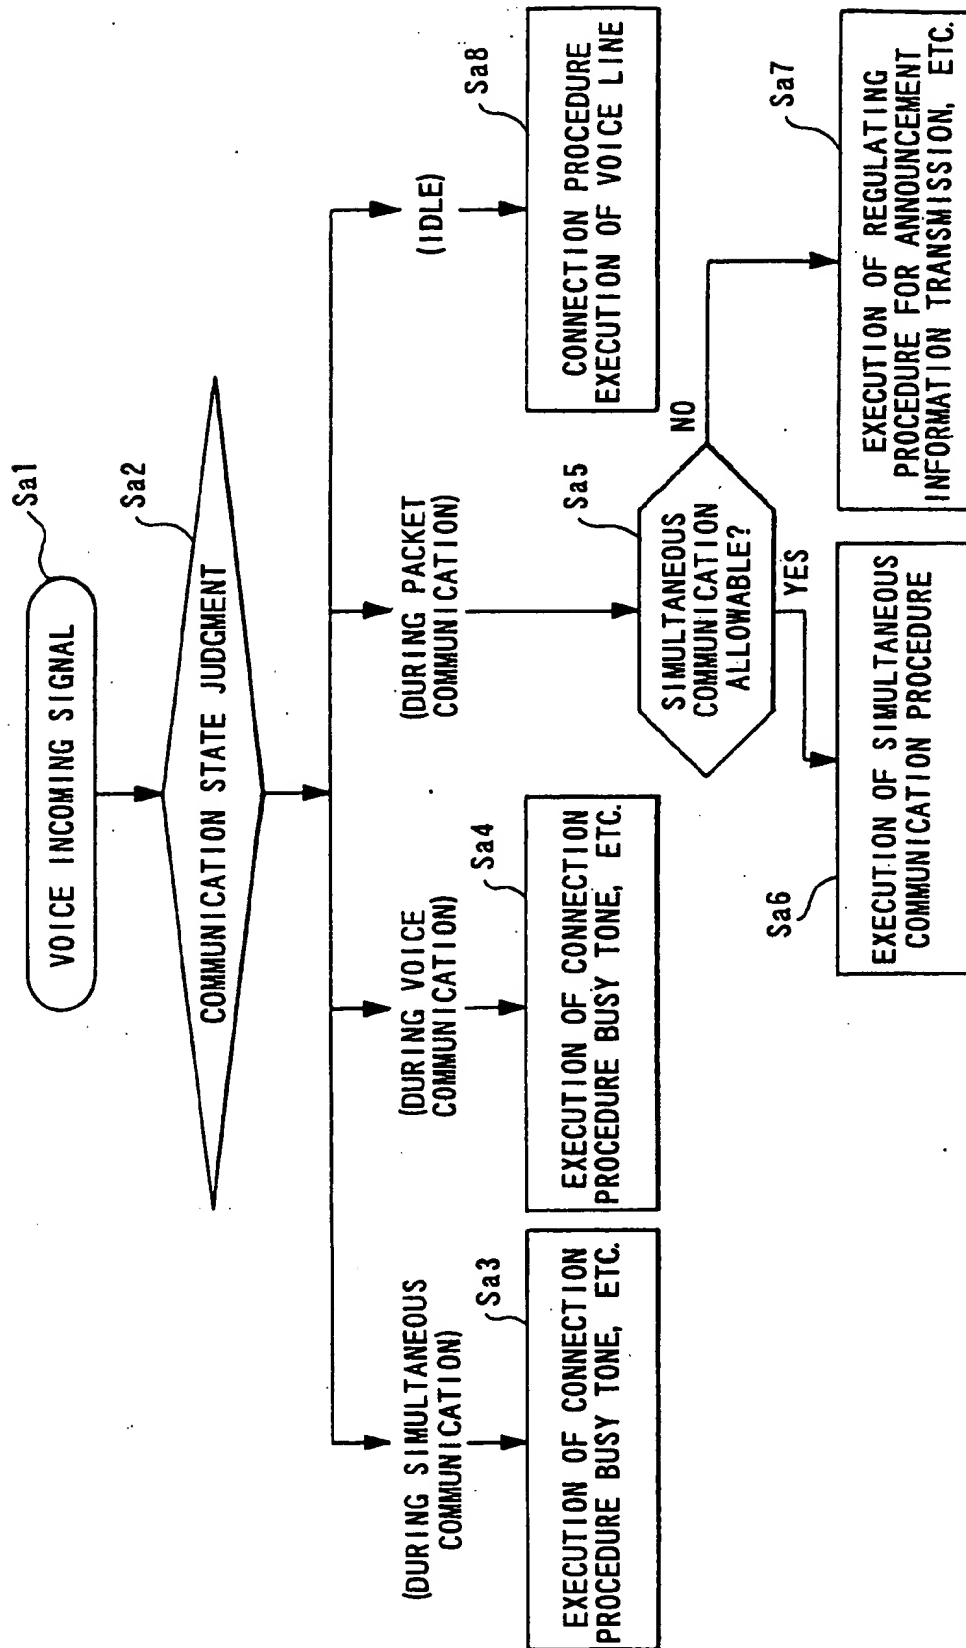 Sa1
VOICE INCOMING SIGNAL
Sa2
COMMUNICATION STATE JUDGMENT
(DURING SIMULTANEOUS
COMMUNICATION)
Sa3
EXECUTION OF CONNECTION
PROCEDURE BUSY TONE, ETC.
(DURING VOICE
COMMUNICATION)
Sa4
EXECUTION OF CONNECTION
PROCEDURE BUSY TONE, ETC.
(DURING PACKET
COMMUNICATION)
Sa5
SIMULTANEOUS
COMMUNICATION
ALLOWABLE?
YES
NO
Sa6
EXECUTION OF SIMULTANEOUS
COMMUNICATION PROCEDURE
Sa7
EXECUTION OF REGULATING
PROCEDURE FOR ANNOUNCEMENT
INFORMATION TRANSMISSION, ETC.
(IDLE)
Sa8
CONNECTION PROCEDURE
EXECUTION OF VOICE LINE